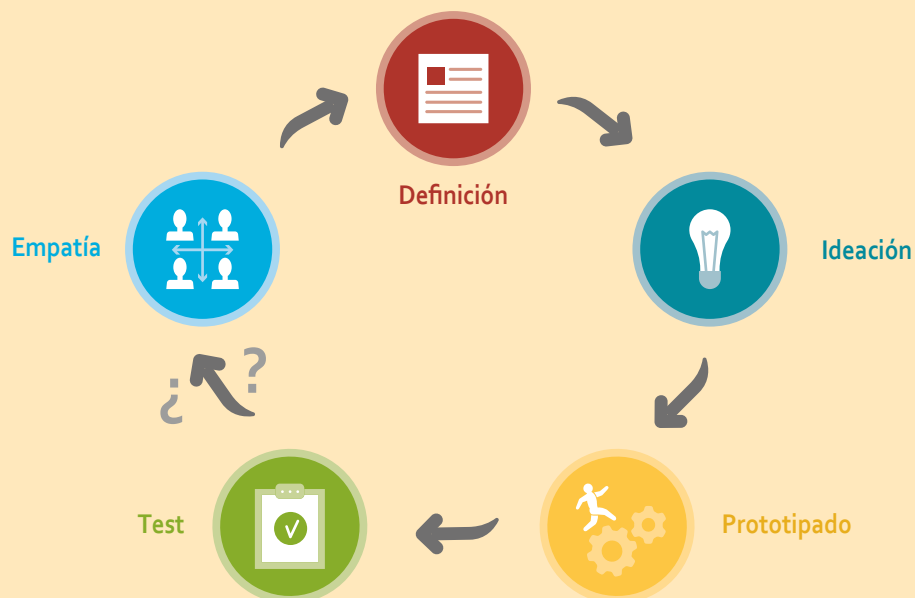 Definición
Empatía
Ideación
¿ ?
Test
Prototipado